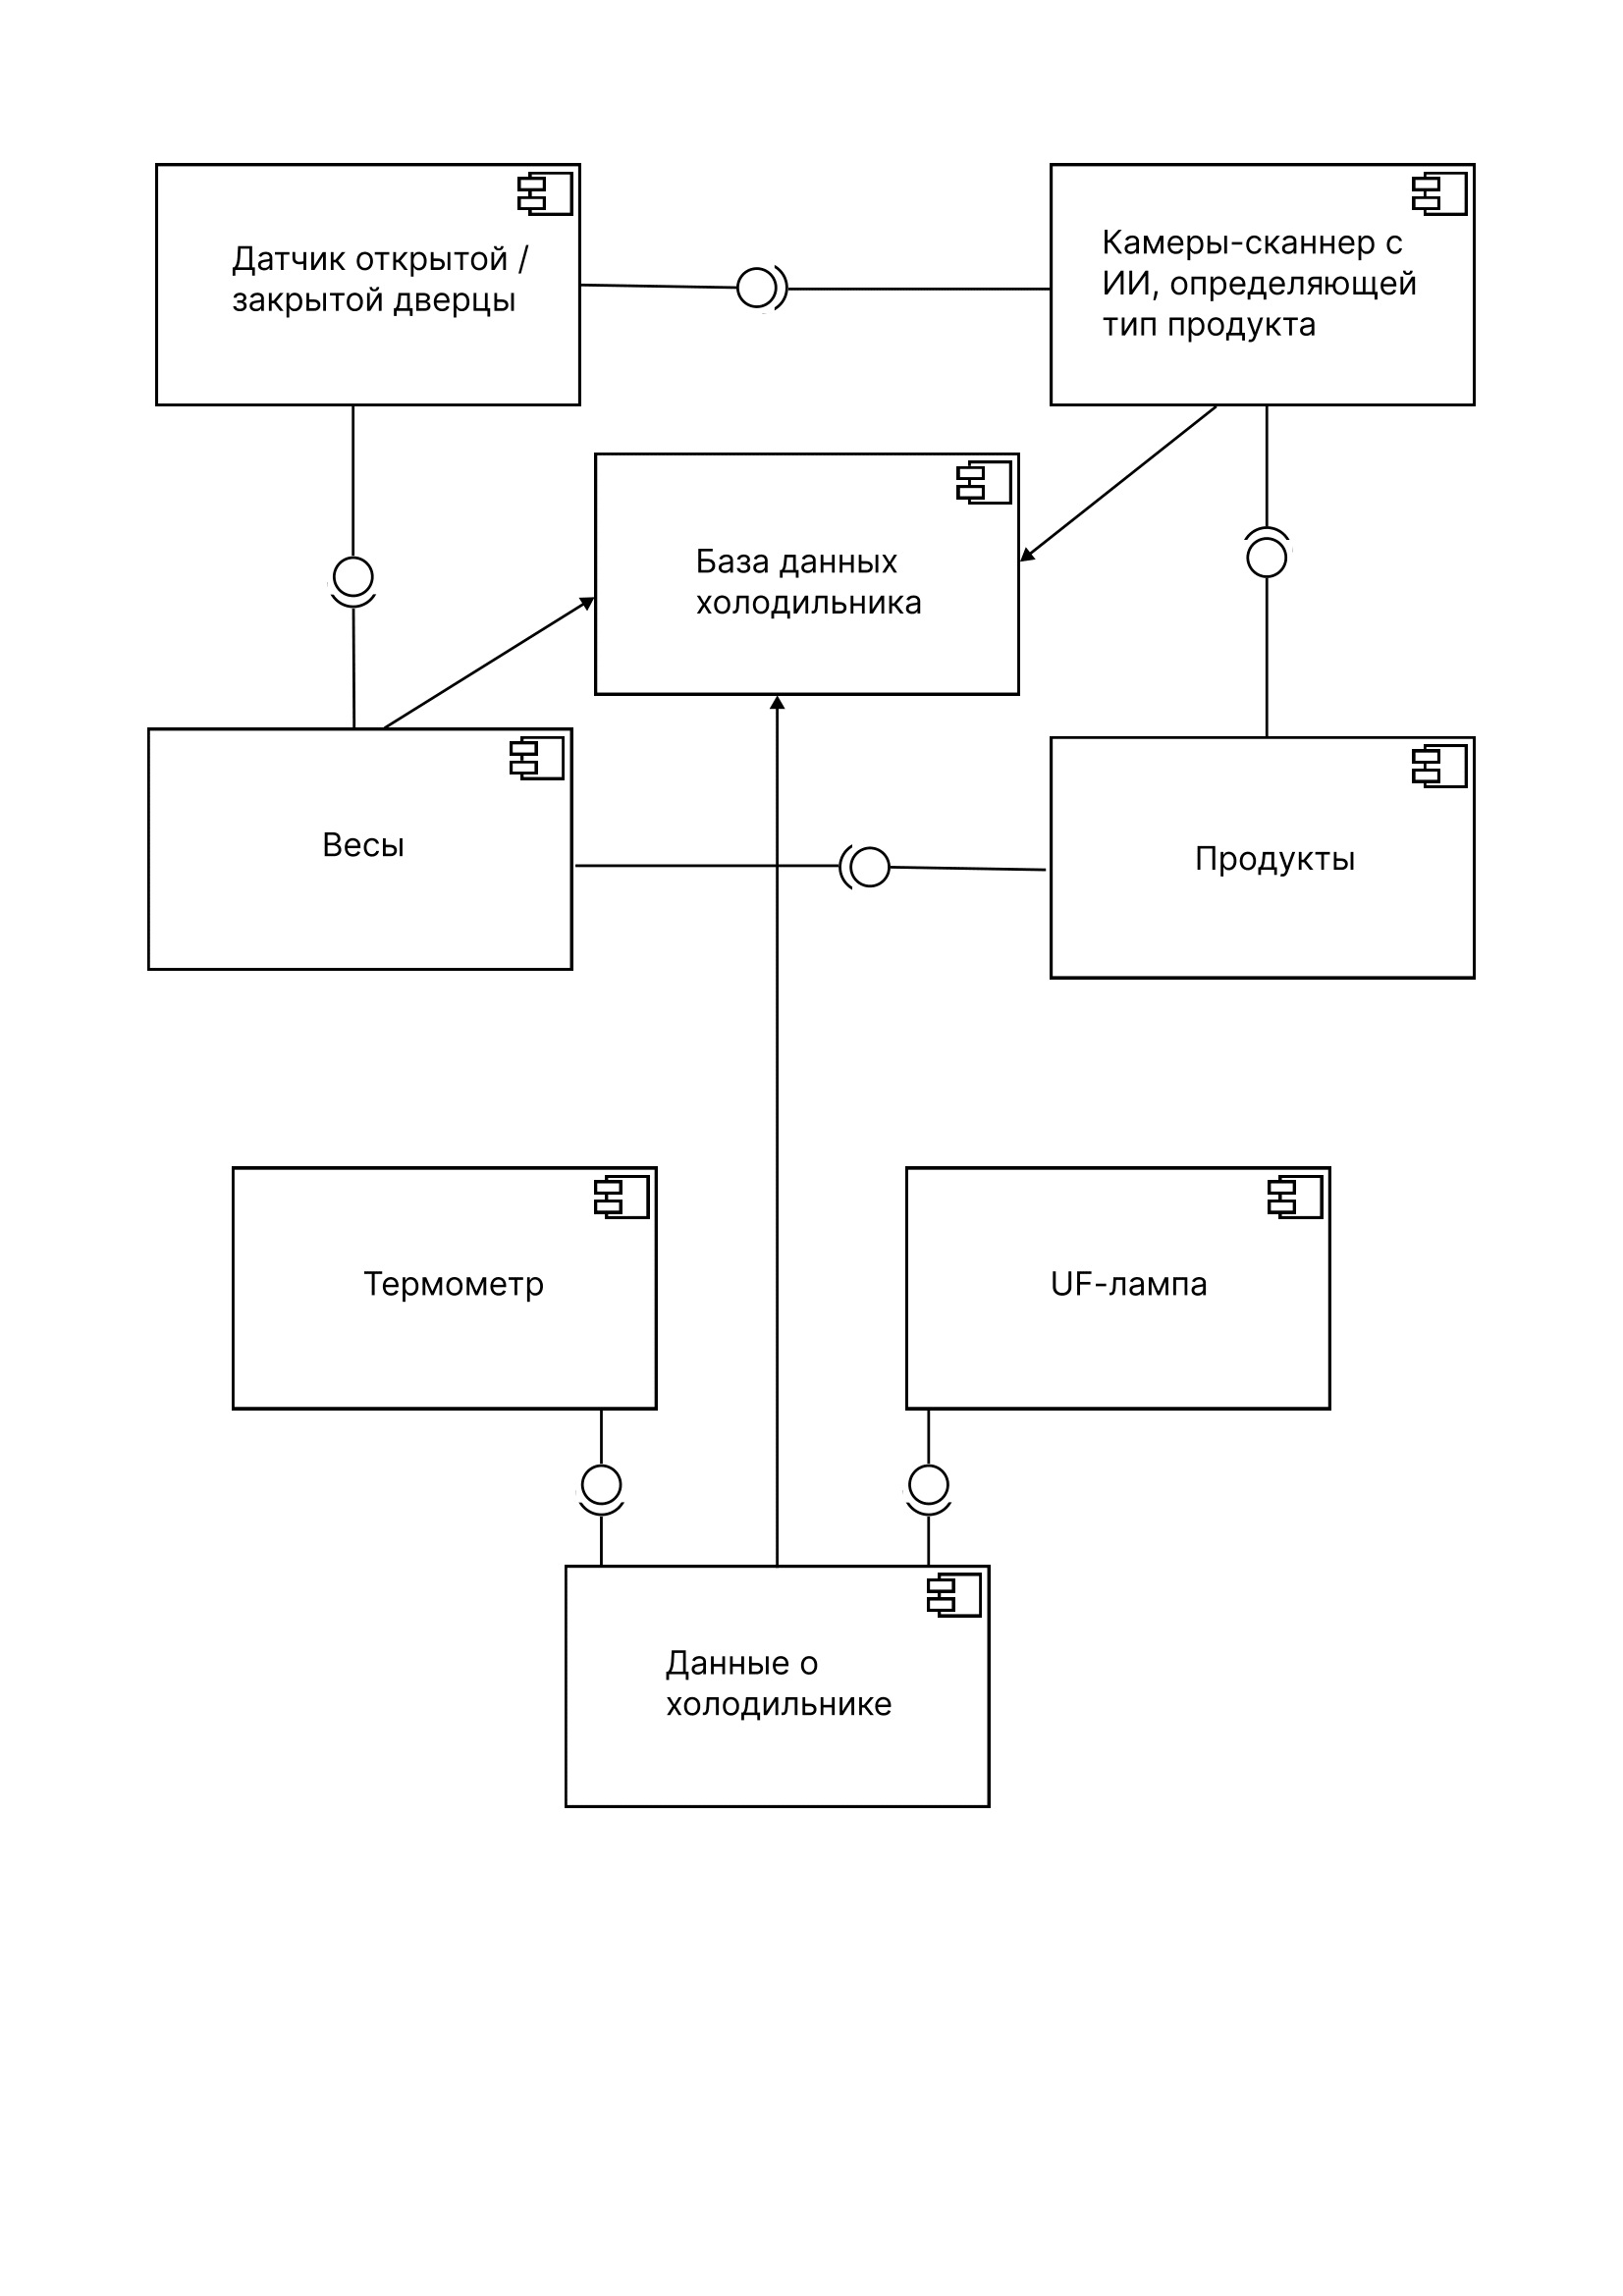 Датчик открытой /
закрытой дверцы
Камеры-сканнер с
ИИ, определяющей
тип продукта
База данных
холодильника
Весы
Продукты
Термометр
UF-лампа
Данные о
холодильнике